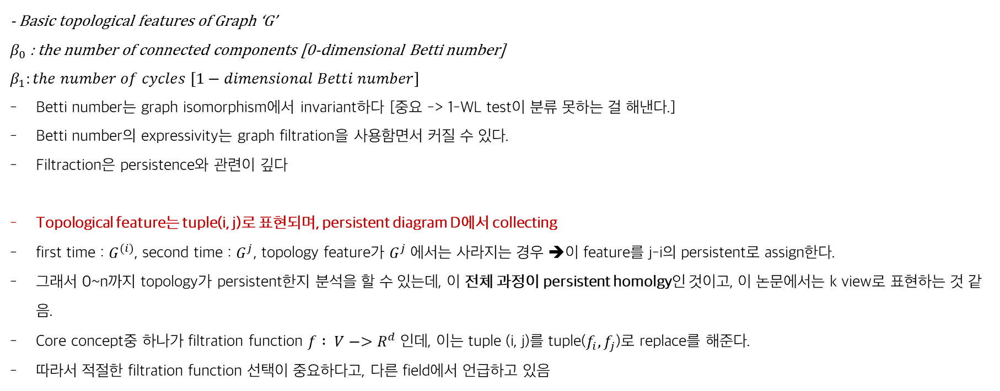 - Basic topological features of Graph ‘G’
β₀ : the number of connected components [0-dimensional Betti number]
β₁: the number of cycles [1 − dimensional Betti number]
- Betti number는 graph isomorphism에서 invariant하다 [중요 -> 1-WL test이 분류 못하는 걸 해낸다.]
- Betti number의 expressivity는 graph filtration을 사용함면서 커질 수 있다.
- Filtraction은 persistence와 관련이 깊다
- Topological feature는 tuple(i, j)로 표현되며, persistent diagram D에서 collecting
- first time : G⁽ⁱ⁾, second time : Gʲ, topology feature가 Gʲ 에서는 사라지는 경우 ➔이 feature를 j-i의 persistent로 assign한다.
- 그래서 0~n까지 topology가 persistent한지 분석을 할 수 있는데, 이 전체 과정이 persistent homolgy인 것이고, 이 논문에서는 k view로 표현하는 것 같
음.
- Core concept중 하나가 filtration function f : V −> Rᵈ 인데, 이는 tuple (i, j)를 tuple(fᵢ, fⱼ)로 replace를 해준다.
- 따라서 적절한 filtration function 선택이 중요하다고, 다른 field에서 언급하고 있음